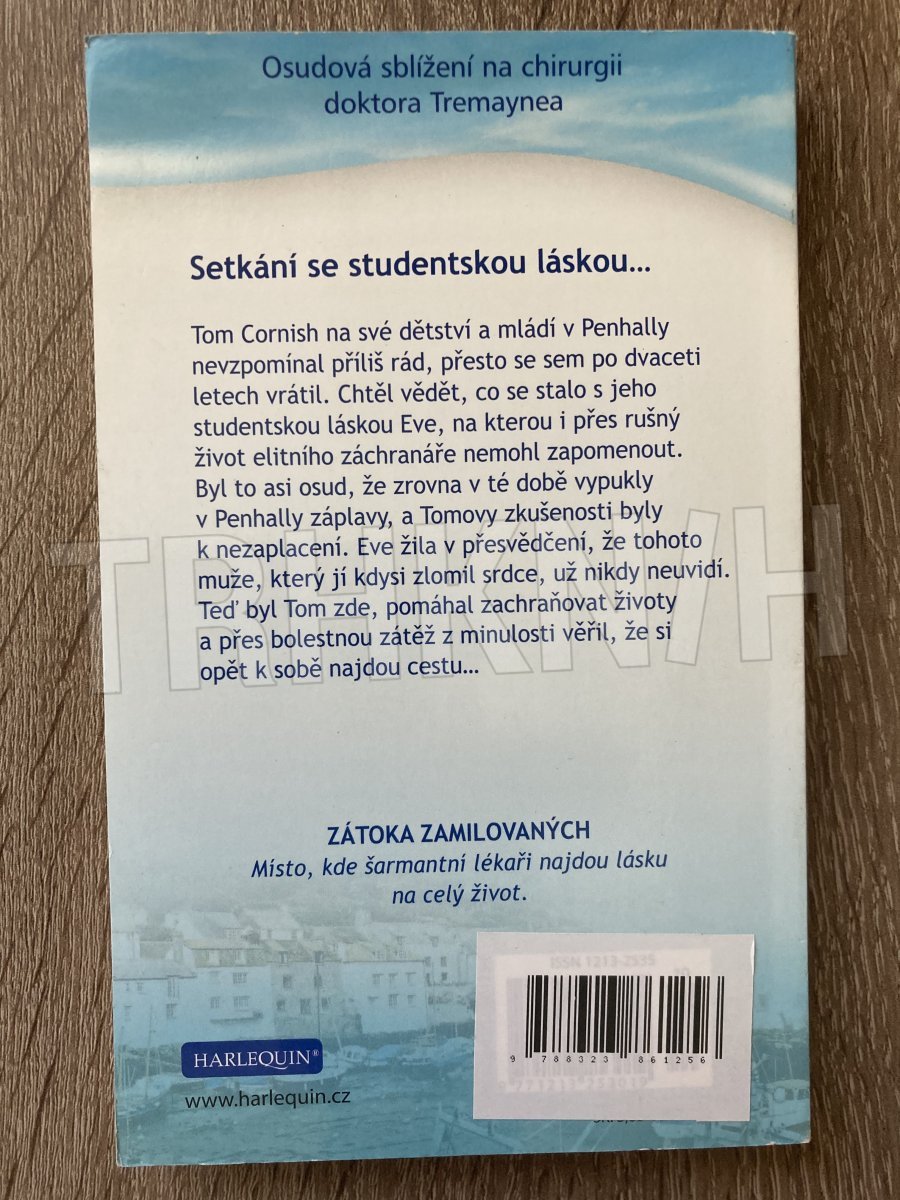 Osudová sblížení na chirurgii
doktora Tremaynea
Setkání se studentskou láskou...
Tom Cornish na své dětství a mládí v Penhally
nevzpomínal příliš rád, přesto se sem po dvaceti
letech vrátil. Chtěl vědět, co se stalo s jeho
studentskou láskou Eve, na kterou i přes rušný
život elitního záchranáře nemohl zapomenout.
Byl to asi osud, že zrovna v té době vypukly
v Penhally záplavy, a Tomovy zkušenosti byly
k nezaplacení. Eve žila v přesvědčení, že tohoto
muže, který jí kdysi zlomil srdce, už nikdy neuvidí.
Teď byl Tom zde, pomáhal zachraňovat životy
a přes bolestnou zátěž z minulosti věřil, že si
opět k sobě najdou cestu...
TRHKNIH
ZÁTOKA ZAMILOVANÝCH
Místo, kde šarmantní lékaři najdou lásku
na celý život.
ISSN 1213-2535
9 788323 861256
HARLEQUIN®
www.harlequin.cz